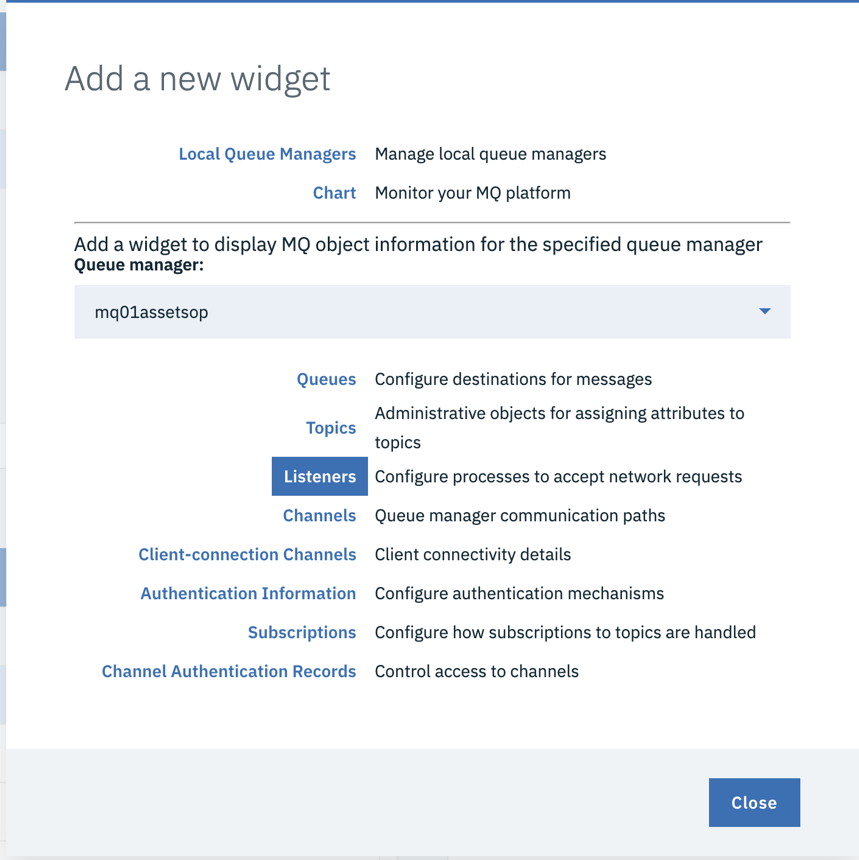 Add a new widget
Local Queue Managers Manage local queue managers
Chart Monitor your MQ platform
Add a widget to display MQ object information for the specified queue manager
Queue manager:
mq01assetsop
Queues Configure destinations for messages
Topics Administrative objects for assigning attributes to
topics
Listeners Configure processes to accept network requests
Channels Queue manager communication paths
Client-connection Channels Client connectivity details
Authentication Information Configure authentication mechanisms
Subscriptions Configure how subscriptions to topics are handled
Channel Authentication Records Control access to channels
Close